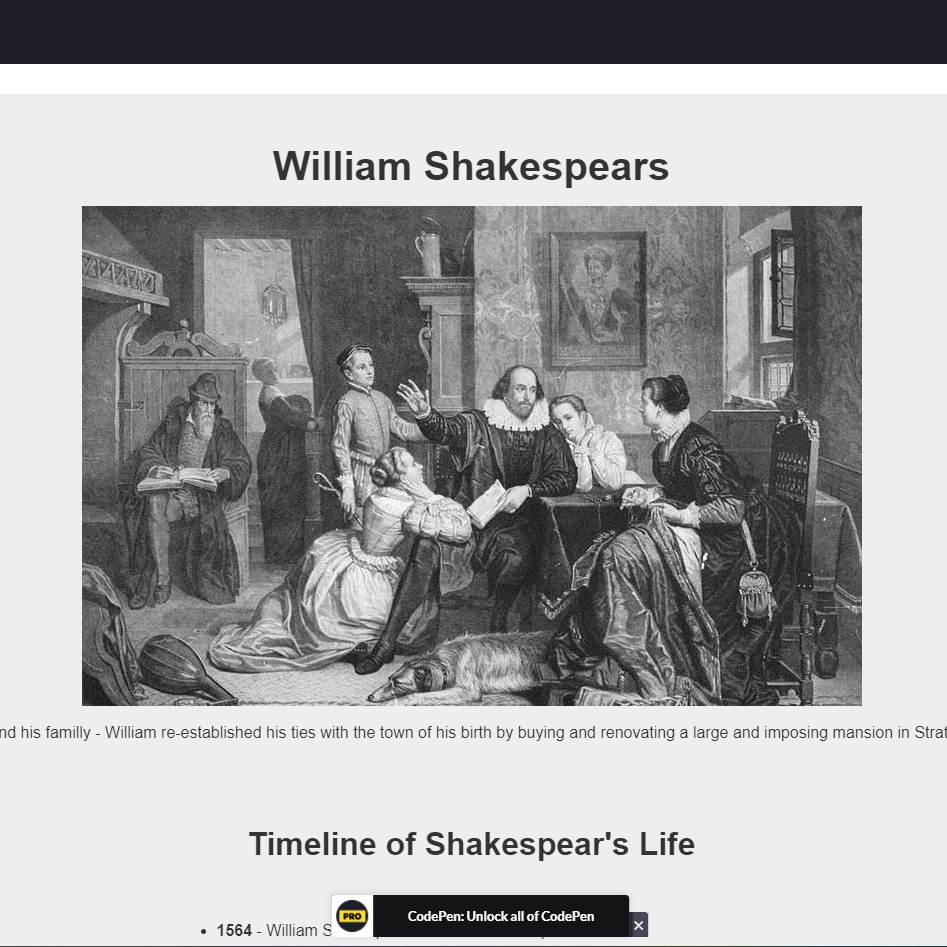 William Shakespears
nd his familly - William re-established his ties with the town of his birth by buying and renovating a large and imposing mansion in Strat
Timeline of Shakespear's Life
PRO
CodePen: Unlock all of CodePen
×
• 1564 - William S